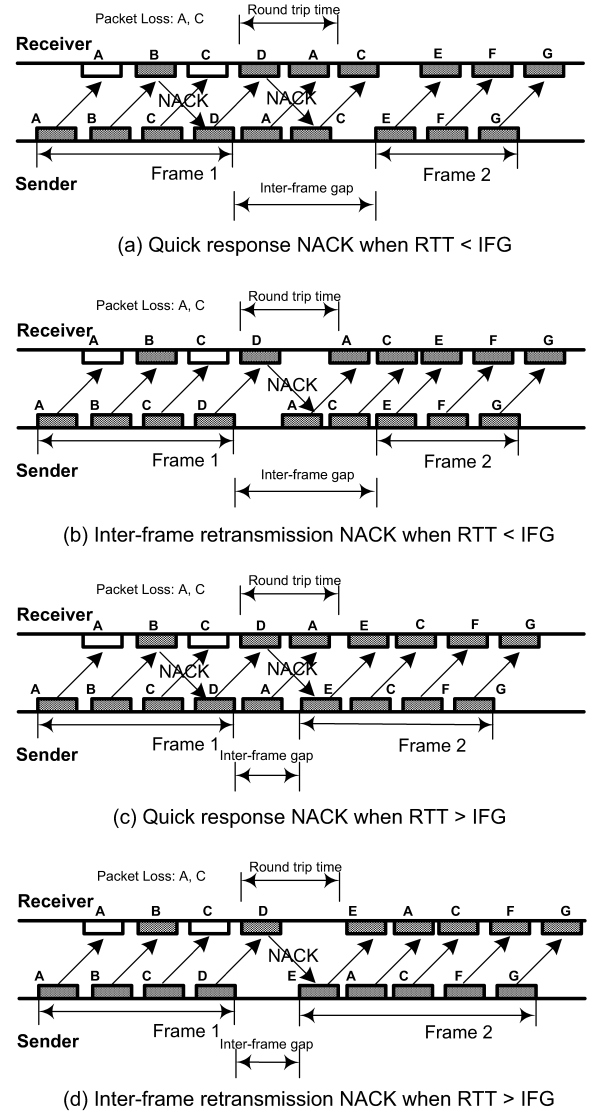 Packet Loss: A, C
Round trip time
Receiver
A B C D A C E F G
NACK NACK
A B C D A C E F G
Frame 1 Frame 2
Sender
Inter-frame gap
(a) Quick response NACK when RTT < IFG
Packet Loss: A, C
Round trip time
Receiver
A B C D A C E F G
NACK
A B C D A C E F G
Frame 1 Frame 2
Sender
Inter-frame gap
(b) Inter-frame retransmission NACK when RTT < IFG
Packet Loss: A, C
Round trip time
Receiver
A B C D A E C F G
NACK NACK
A B C D A E C F G
Frame 1 Frame 2
Sender
Inter-frame gap
(c) Quick response NACK when RTT > IFG
Packet Loss: A, C
Round trip time
Receiver
A B C D E A C F G
NACK
A B C D E A C F G
Frame 1 Frame 2
Sender
Inter-frame gap
(d) Inter-frame retransmission NACK when RTT > IFG